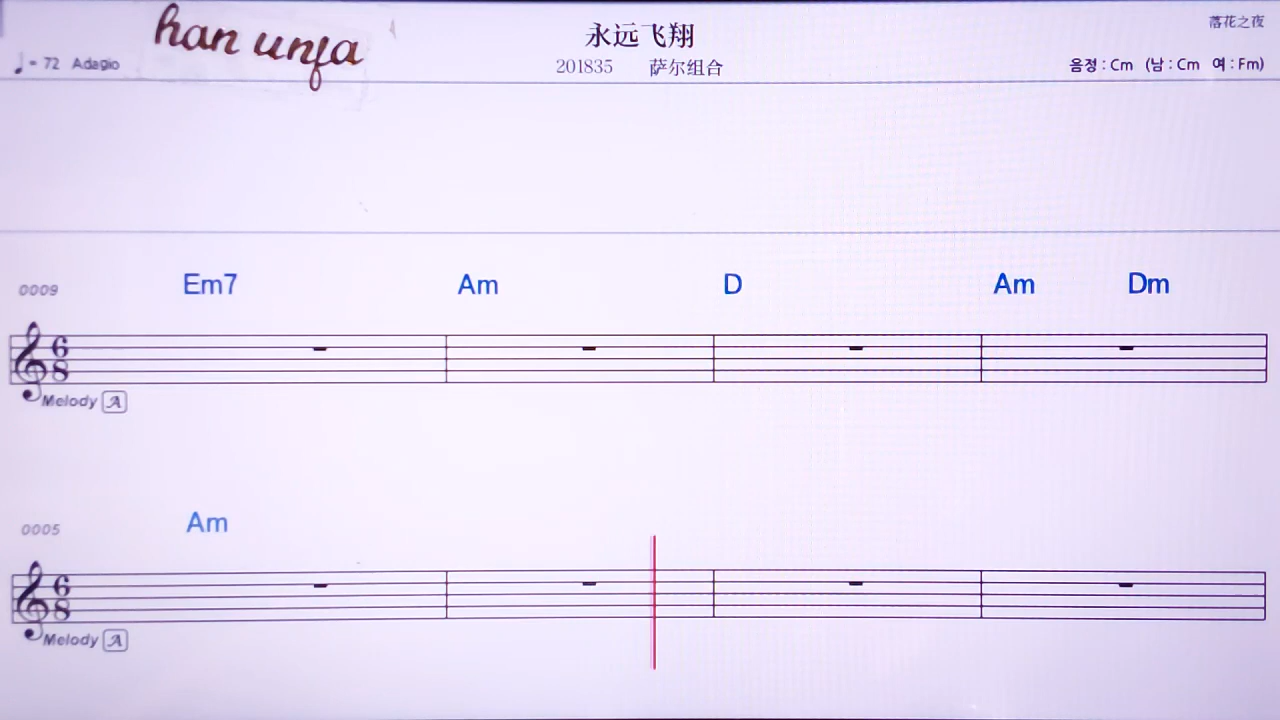 han unfa
永远飞翔
落花之夜
♩= 72 Adagio
201835 萨尔组合
음정 : Cm (남 : Cm 여 : Fm)
0009 Em7 Am D Am Dm
6
8
Melody A
0005 Am
6
8
Melody A